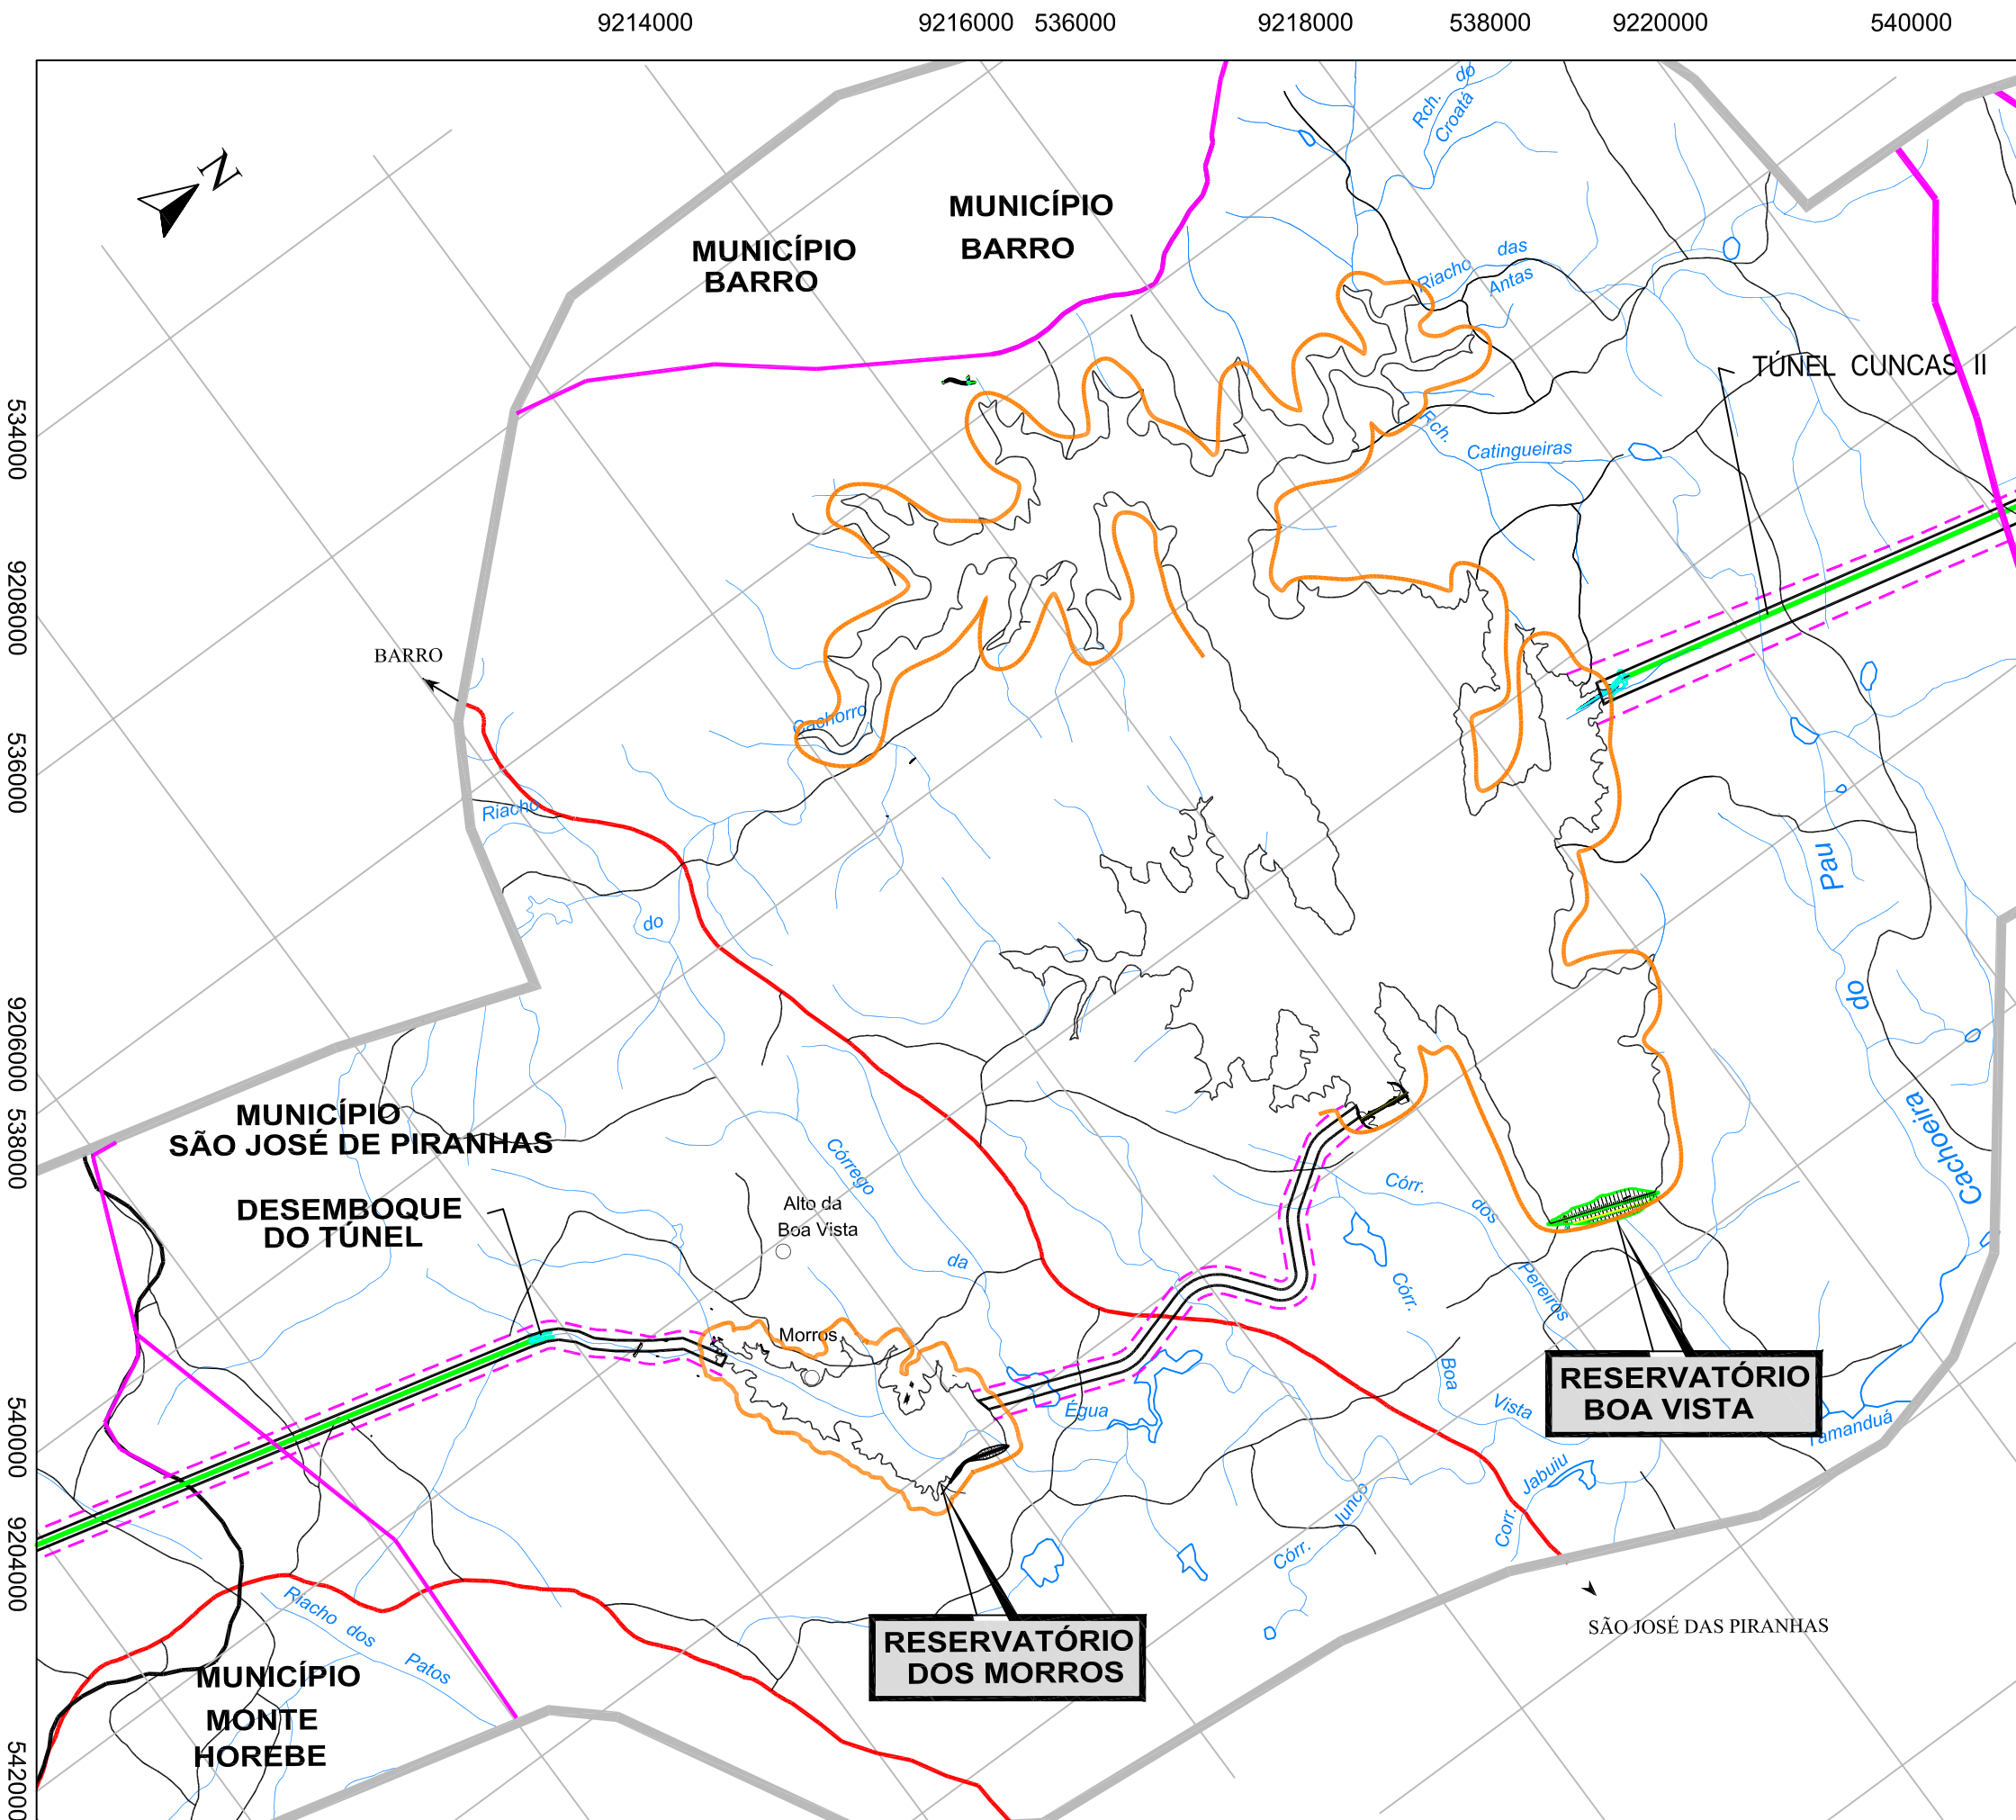 9214000
9216000
536000
9218000
538000
9220000
540000
Rch. do
Croatá
N
MUNICÍPIO
BARRO
MUNICÍPIO
BARRO
Riacho das
Antas
TÚNEL CUNCAS II
534000
Rch.
Catingueiras
9208000
BARRO
Cachorro
536000
Riacho
Pau
do
do
9206000
MUNICÍPIO
SÃO JOSÉ DE PIRANHAS
538000
Cachoeira
Córrego
DESEMBOQUE
DO TÚNEL
Alto da
Boa Vista
Córr.
dos
da
Córr.
Pereiros
Morros
RESERVATÓRIO
BOA VISTA
Boa
Égua
Vista
Tamanduá
540000
Jabuiu
Junco
Corr.
Córr.
9204000
Riacho dos
Patos
SÃO JOSÉ DAS PIRANHAS
RESERVATÓRIO
DOS MORROS
MUNICÍPIO
MONTE
HOREBE
542000